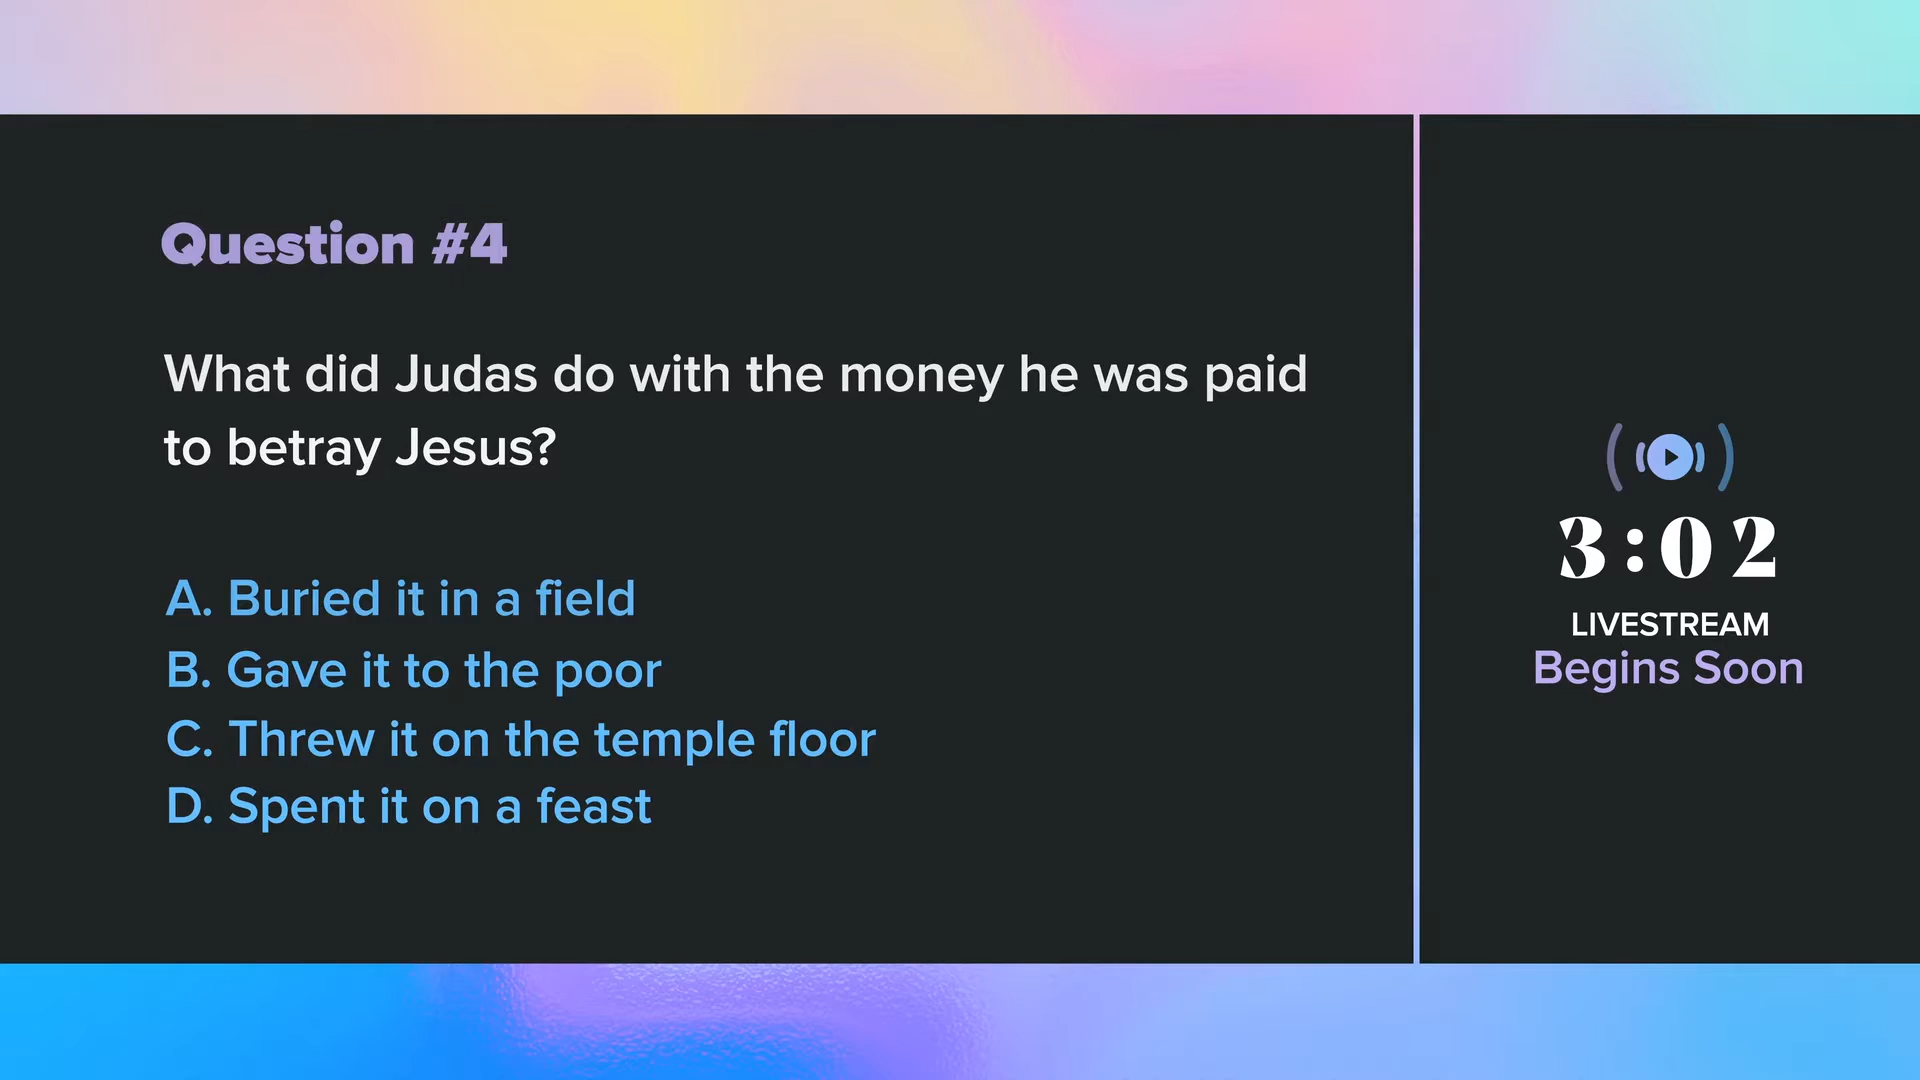 Question #4
What did Judas do with the money he was paid
to betray Jesus?
A. Buried it in a field
B. Gave it to the poor
C. Threw it on the temple floor
D. Spent it on a feast
3:02
LIVESTREAM
Begins Soon